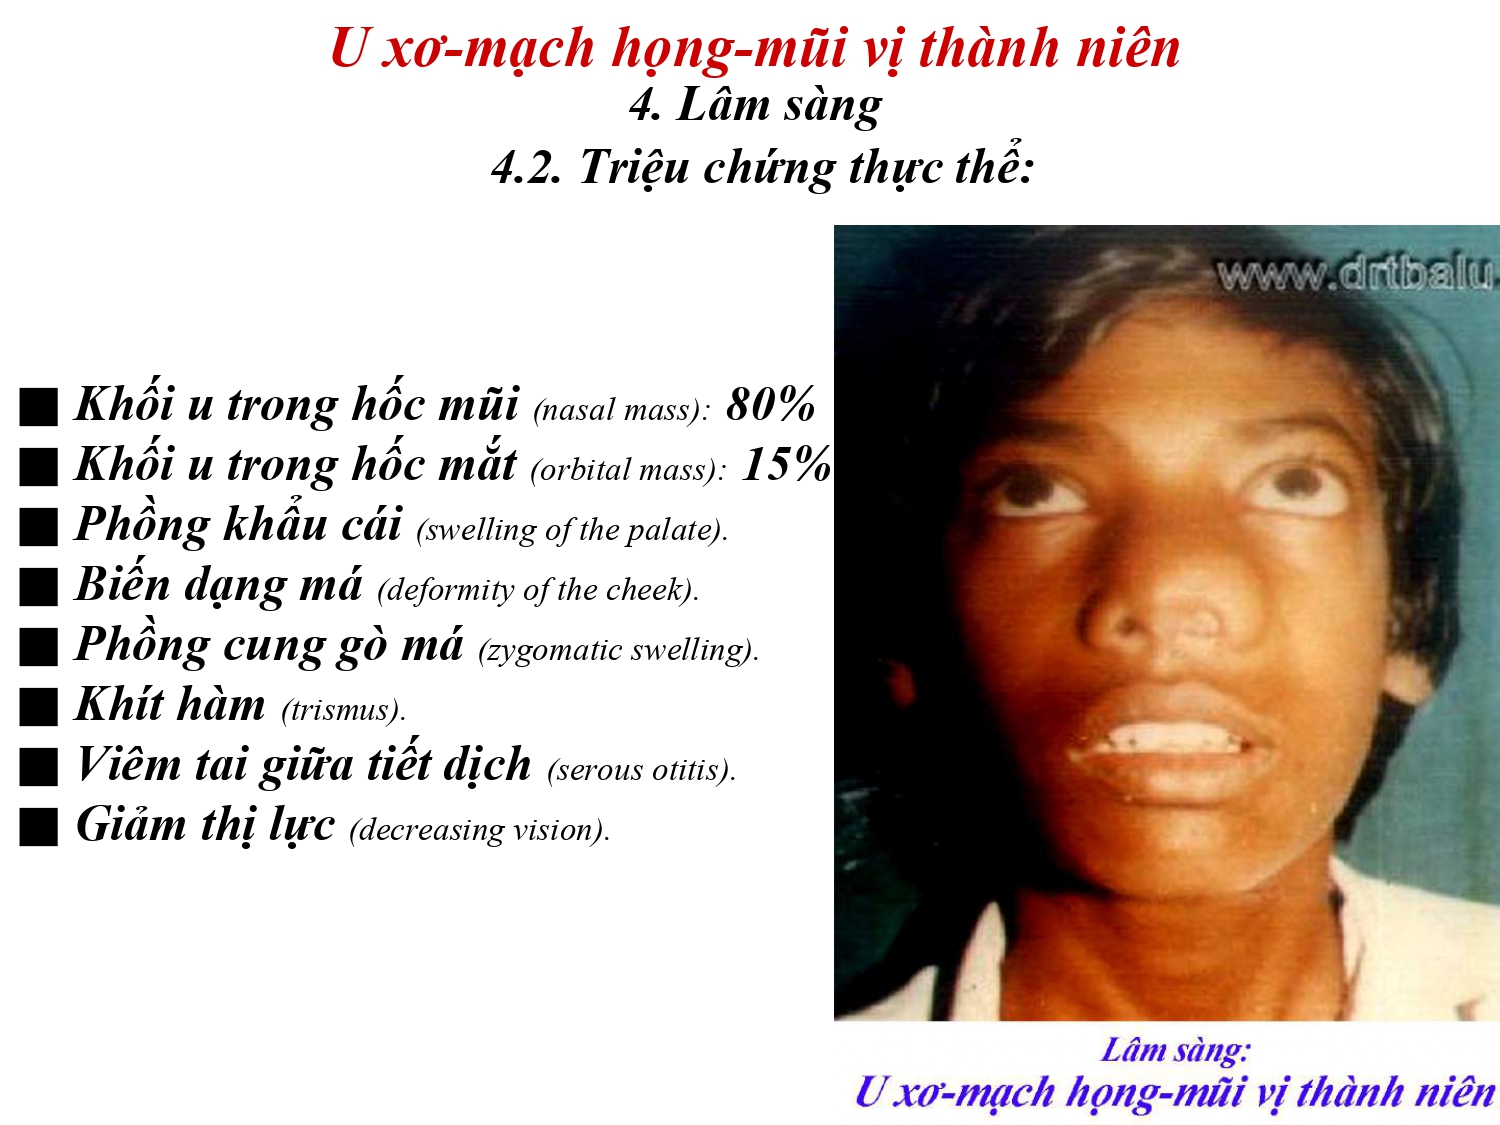 U xơ-mạch họng-mũi vị thành niên
4. Lâm sàng
4.2. Triệu chứng thực thể:
www.drtbalu
■ Khối u trong hốc mũi (nasal mass): 80%
■ Khối u trong hốc mắt (orbital mass): 15%
■ Phồng khẩu cái (swelling of the palate).
■ Biến dạng má (deformity of the cheek).
■ Phồng cung gò má (zygomatic swelling).
■ Khít hàm (trismus).
■ Viêm tai giữa tiết dịch (serous otitis).
■ Giảm thị lực (decreasing vision).
Lâm sàng:
U xơ-mạch họng-mũi vị thành niên